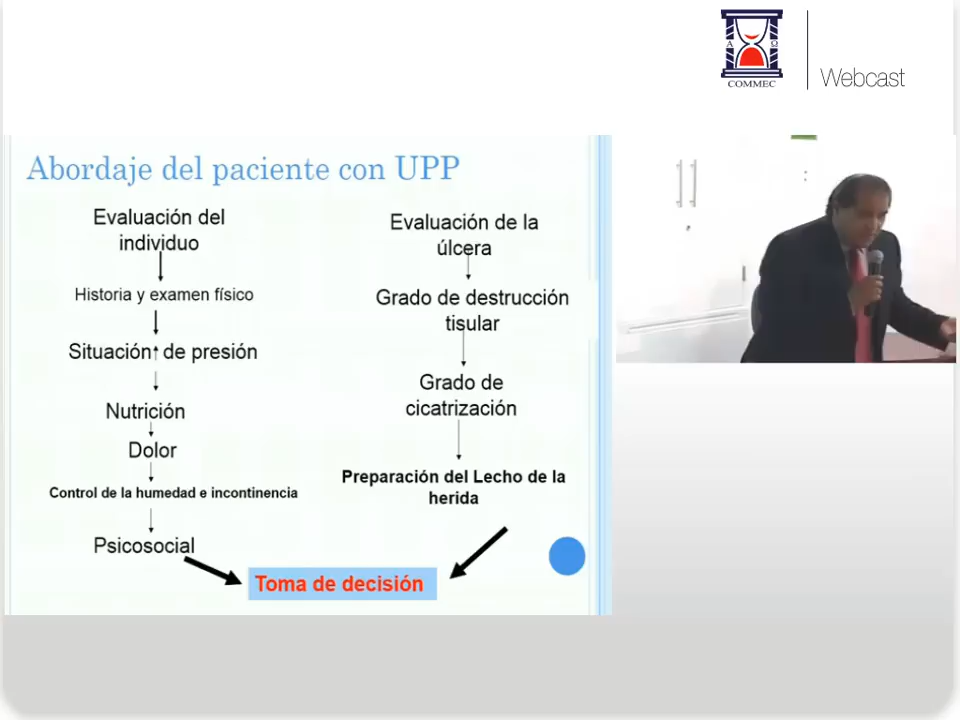 A Ω
COMMEC
Webcast
Abordaje del paciente con UPP
Evaluación del
individuo
Historia y examen físico
Situación↑ de presión
Nutrición
Dolor
Control de la humedad e incontinencia
Psicosocial
Evaluación de la
úlcera
Grado de destrucción
tisular
Grado de
cicatrización
Preparación del Lecho de la
herida
Toma de decisión